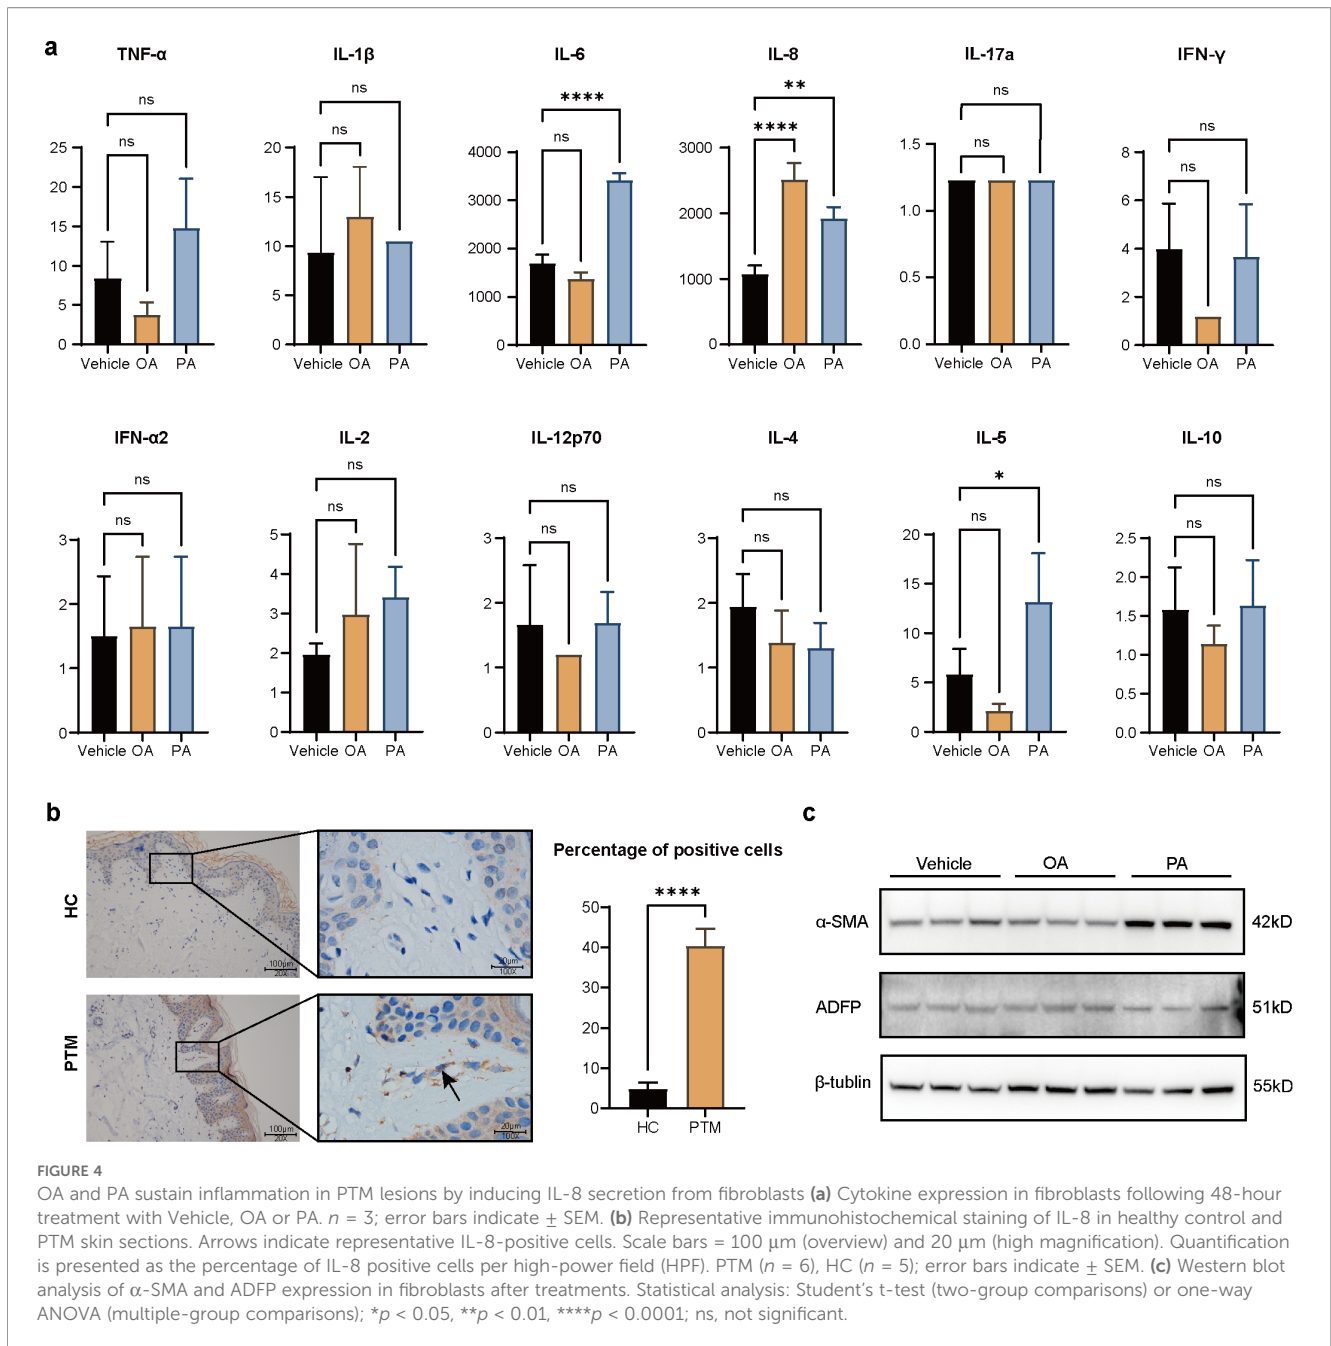 a
TNF-α
IL-1β
IL-6
IL-8
IL-17a
IFN-γ
ns
ns
25
20
15
10
5
0
Vehicle OA PA
ns
ns
20
15
10
5
0
Vehicle OA PA
****
ns
4000
3000
2000
1000
0
Vehicle OA PA
**
****
3000
2000
1000
0
Vehicle OA PA
ns
ns
1.5
1.0
0.5
0.0
Vehicle OA PA
ns
ns
8
6
4
2
0
Vehicle OA PA
IFN-α2
IL-2
IL-12p70
IL-4
IL-5
IL-10
ns
ns
3
2
1
0
Vehicle OA PA
ns
ns
5
4
3
2
1
0
Vehicle OA PA
ns
ns
3
2
1
0
Vehicle OA PA
ns
ns
3
2
1
0
Vehicle OA PA
*
ns
20
15
10
5
0
Vehicle OA PA
ns
ns
2.5
2.0
1.5
1.0
0.5
0.0
Vehicle OA PA
b
HC
100μm
20X
20μm
100X
PTM
100μm
20X
20μm
100X
Percentage of positive cells
****
50
40
30
20
10
0
HC PTM
c
Vehicle OA PA
α-SMA 42kD
ADFP 51kD
β-tublin 55kD
FIGURE 4
OA and PA sustain inflammation in PTM lesions by inducing IL-8 secretion from fibroblasts (a) Cytokine expression in fibroblasts following 48-hour
treatment with Vehicle, OA or PA. n = 3; error bars indicate ± SEM. (b) Representative immunohistochemical staining of IL-8 in healthy control and
PTM skin sections. Arrows indicate representative IL-8-positive cells. Scale bars = 100 μm (overview) and 20 μm (high magnification). Quantification
is presented as the percentage of IL-8 positive cells per high-power field (HPF). PTM (n = 6), HC (n = 5); error bars indicate ± SEM. (c) Western blot
analysis of α-SMA and ADFP expression in fibroblasts after treatments. Statistical analysis: Student's t-test (two-group comparisons) or one-way
ANOVA (multiple-group comparisons); *p < 0.05, **p < 0.01, ****p < 0.0001; ns, not significant.